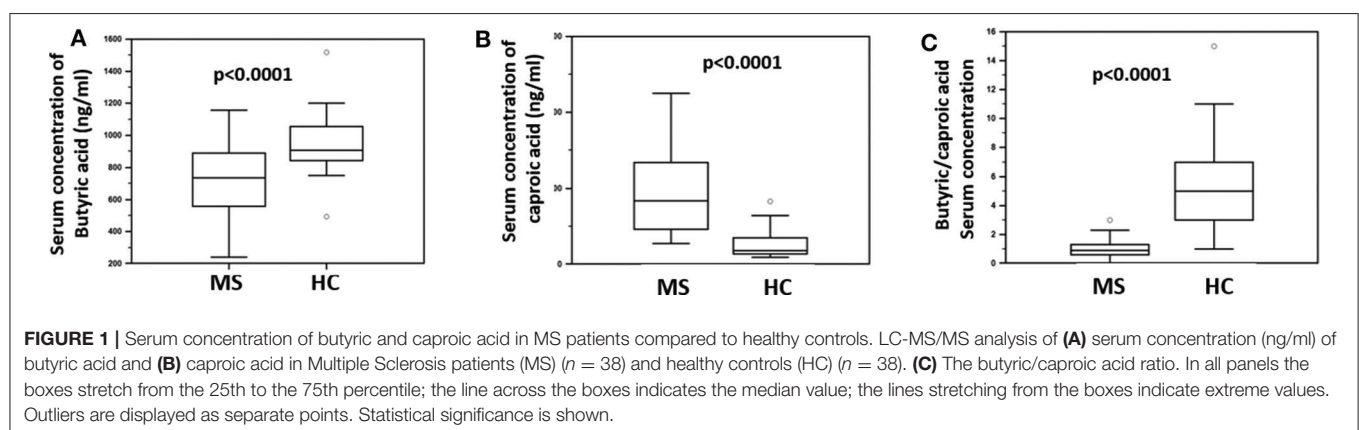 A
Serum concentration of
Butyric acid (ng/ml)
1600
1400
1200
1000
800
600
400
200
p<0.0001
MS HC
B
Serum concentration of
caproic acid (ng/ml)
p<0.0001
MS HC
C
Butyric/caproic acid
Serum concentration
16
14
12
10
8
6
4
2
0
p<0.0001
MS HC
FIGURE 1 | Serum concentration of butyric and caproic acid in MS patients compared to healthy controls. LC-MS/MS analysis of (A) serum concentration (ng/ml) of
butyric acid and (B) caproic acid in Multiple Sclerosis patients (MS) (n = 38) and healthy controls (HC) (n = 38). (C) The butyric/caproic acid ratio. In all panels the
boxes stretch from the 25th to the 75th percentile; the line across the boxes indicates the median value; the lines stretching from the boxes indicate extreme values.
Outliers are displayed as separate points. Statistical significance is shown.